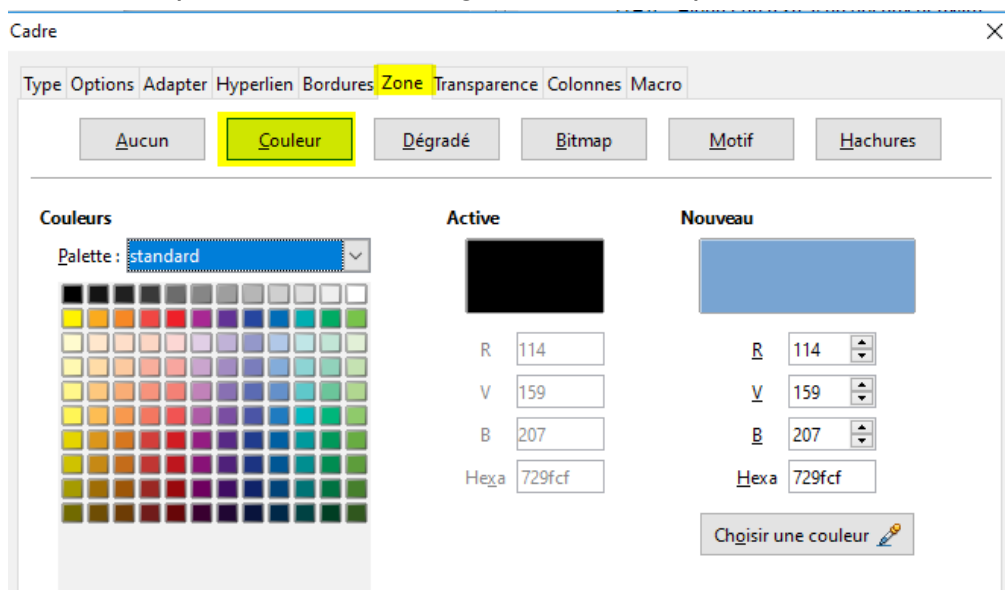 Cadre
Type Options Adapter Hyperlien Bordures Zone Transparence Colonnes Macro
Aucun Couleur Dégradé Bitmap Motif Hachures
Couleurs Active Nouveau
Palette : standard
R 114 R 114
V 159 V 159
B 207 B 207
Hexa 729fcf Hexa 729fcf
Choisir une couleur